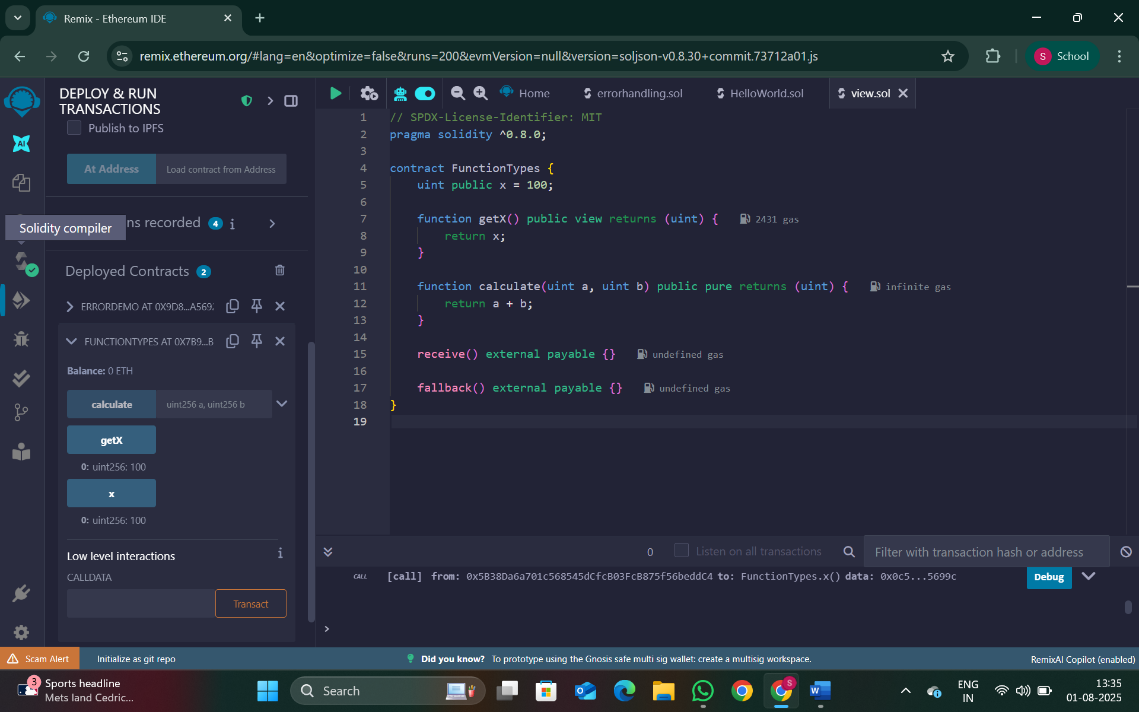 Remix - Ethereum IDE
remix.ethereum.org/#lang=en&optimize=false&runs=200&evmVersion=null&version=soljson-v0.8.30+commit.73712a01.js
S School
DEPLOY & RUN
TRANSACTIONS
Publish to IPFS
At Address Load contract from Address
ns recorded 4 i
Solidity compiler
Deployed Contracts 2
ERRORDEMO AT 0X9D8...A569
FUNCTIONTYPES AT 0X7B9...B
Balance: 0 ETH
calculate uint256 a, uint256 b
getX
0: uint256: 100
x
0: uint256: 100
Low level interactions i
CALLDATA
Transact
AI
Home errorhandling.sol HelloWorld.sol view.sol
1 // SPDX-License-Identifier: MIT
2 pragma solidity ^0.8.0;
3
4 contract FunctionTypes {
5 uint public x = 100;
6
7 function getX() public view returns (uint) { 2431 gas
8 return x;
9 }
10
11 function calculate(uint a, uint b) public pure returns (uint) { infinite gas
12 return a + b;
13 }
14
15 receive() external payable {} undefined gas
16
17 fallback() external payable {} undefined gas
18 }
19
0 Listen on all transactions Filter with transaction hash or address
CALL [call] from: 0x5B38Da6a701c568545dCfcB03FcB875f56beddC4 to: FunctionTypes.x() data: 0x0c5...5699c Debug
>
Scam Alert Initialize as git repo Did you know? To prototype using the Gnosis safe multi sig wallet: create a multisig workspace. RemixAI Copilot (enabled)
3 Sports headline
Mets land Cedric...
Search
S
W
ENG
IN
13:35
01-08-2025